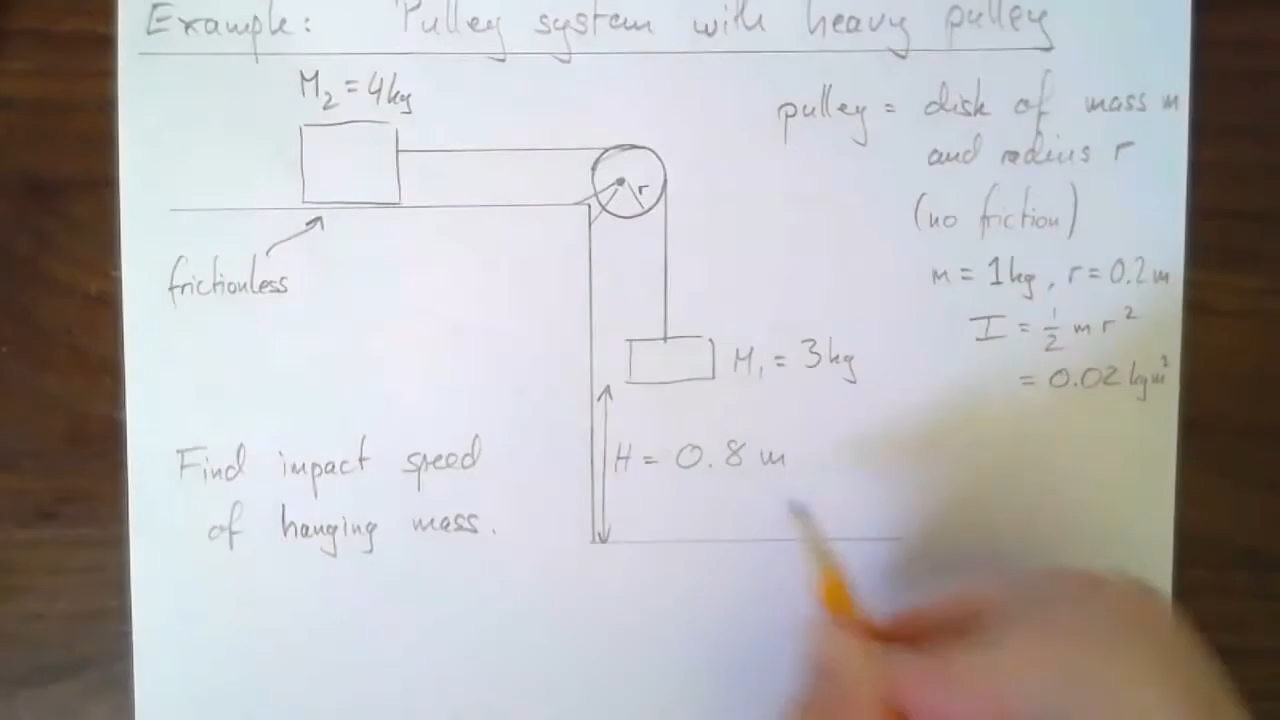 Example: Pulley system with heavy pulley
M₂ = 4kg
pulley = disk of mass m
and radius r
(no friction)
m = 1kg, r = 0.2 m
I = 1/2 m r²
= 0.02 kgm²
r
frictionless
M₁ = 3kg
H = 0.8 m
Find impact speed
of hanging mass.